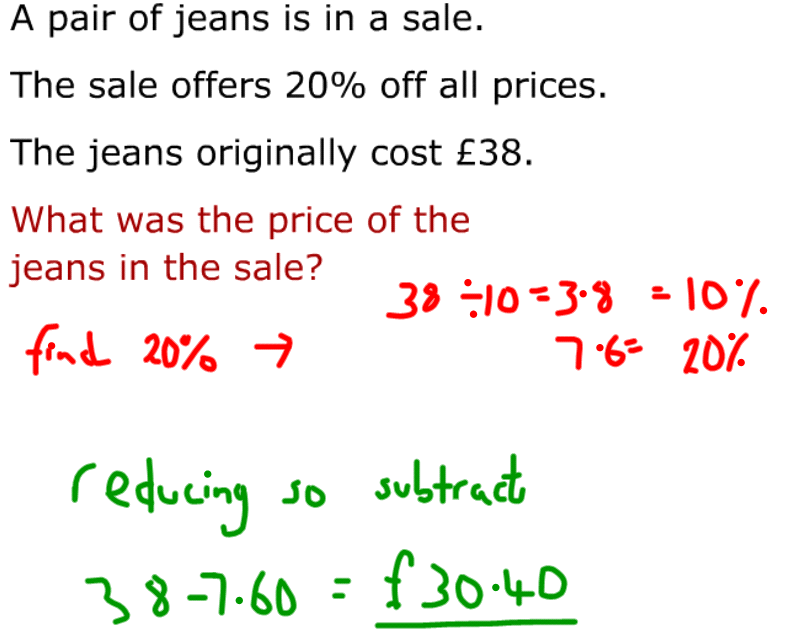 A pair of jeans is in a sale.
The sale offers 20% off all prices.
The jeans originally cost £38.
What was the price of the
jeans in the sale?
38 ÷10 = 3·8 = 10%
find 20% →
7·6 = 20%
reducing so subtract
38-7·60 = £30·40